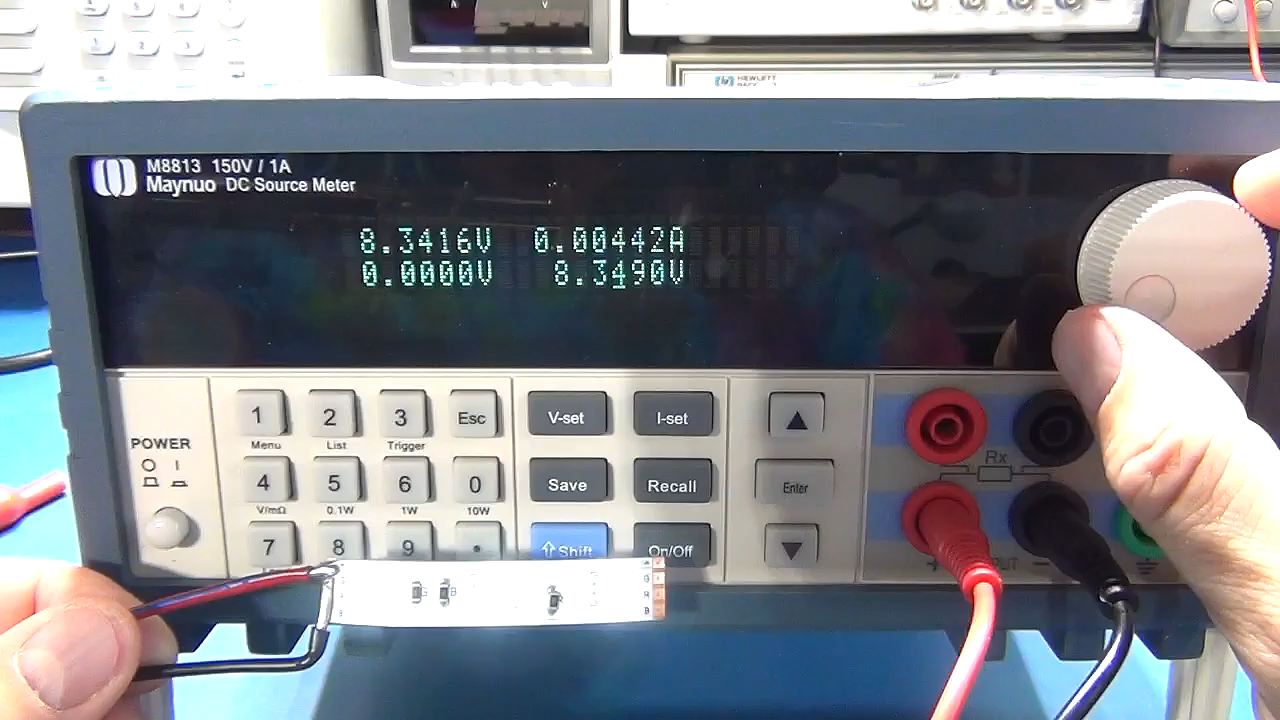 HEWLETT
M8813 150V / 1A
Maynuo DC Source Meter
8.3416V 0.00442A
0.0000V 8.3490V
POWER
1 2 3 Esc
Menu List Trigger
4 5 6 0
V/mΩ 0.1W 1W 10W
7 8 9 .
V-set I-set
Save Recall
⇧Shift On/Off
Enter
Rx
+ −
G B